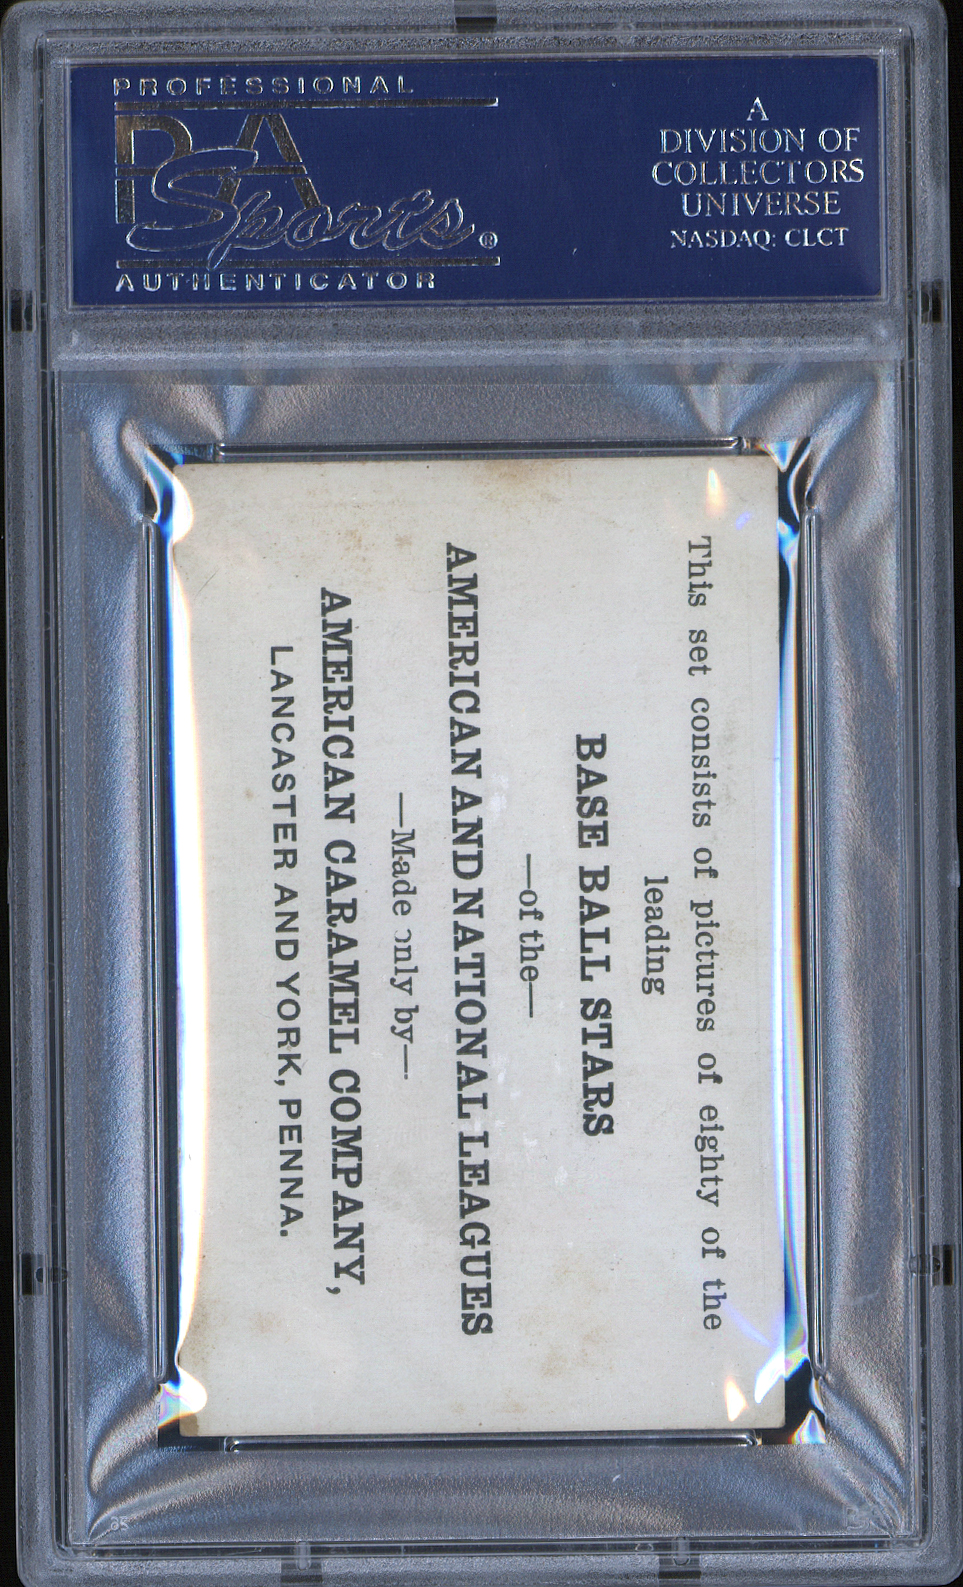 PROFESSIONAL
PSA
Sports®
AUTHENTICATOR
A
DIVISION OF
COLLECTORS
UNIVERSE
NASDAQ: CLCT
This set consists of pictures of eighty of the
leading
BASE BALL STARS
—of the—
AMERICAN AND NATIONAL LEAGUES
—Made only by—
AMERICAN CARAMEL COMPANY,
LANCASTER AND YORK, PENNA.